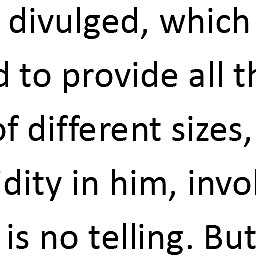 divulged, which
d to provide all th
of different sizes,
dity in him, invol
is no telling. But